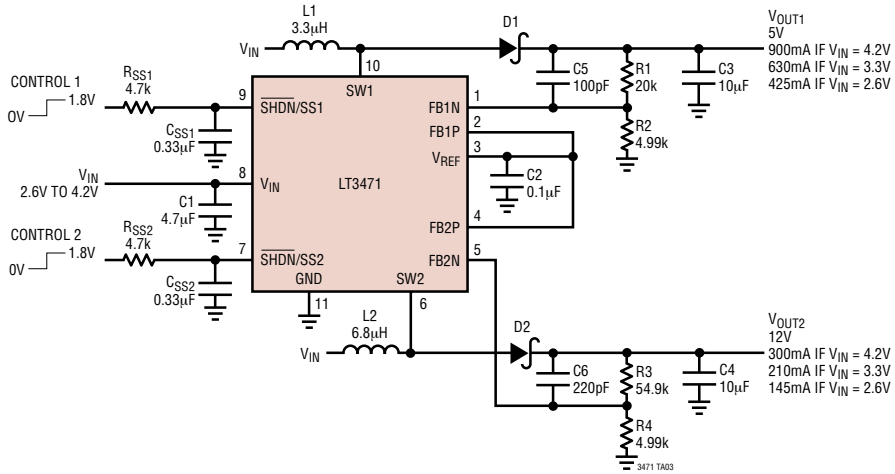 L1
3.3µH
VIN
D1
VOUT1
5V
900mA IF VIN = 4.2V
630mA IF VIN = 3.3V
425mA IF VIN = 2.6V
10
SW1
C5
100pF
R1
20k
C3
10µF
CONTROL 1
0V
1.8V
RSS1
4.7k
9
SHDN/SS1
CSS1
0.33µF
1
FB1N
2
FB1P
R2
4.99k
3
VREF
C2
0.1µF
VIN
2.6V TO 4.2V
8
VIN
LT3471
C1
4.7µF
4
FB2P
CONTROL 2
0V
1.8V
RSS2
4.7k
7
SHDN/SS2
CSS2
0.33µF
5
FB2N
GND
11
SW2
6
L2
6.8µH
VIN
D2
VOUT2
12V
300mA IF VIN = 4.2V
210mA IF VIN = 3.3V
145mA IF VIN = 2.6V
C6
220pF
R3
54.9k
C4
10µF
R4
4.99k
3471 TA03